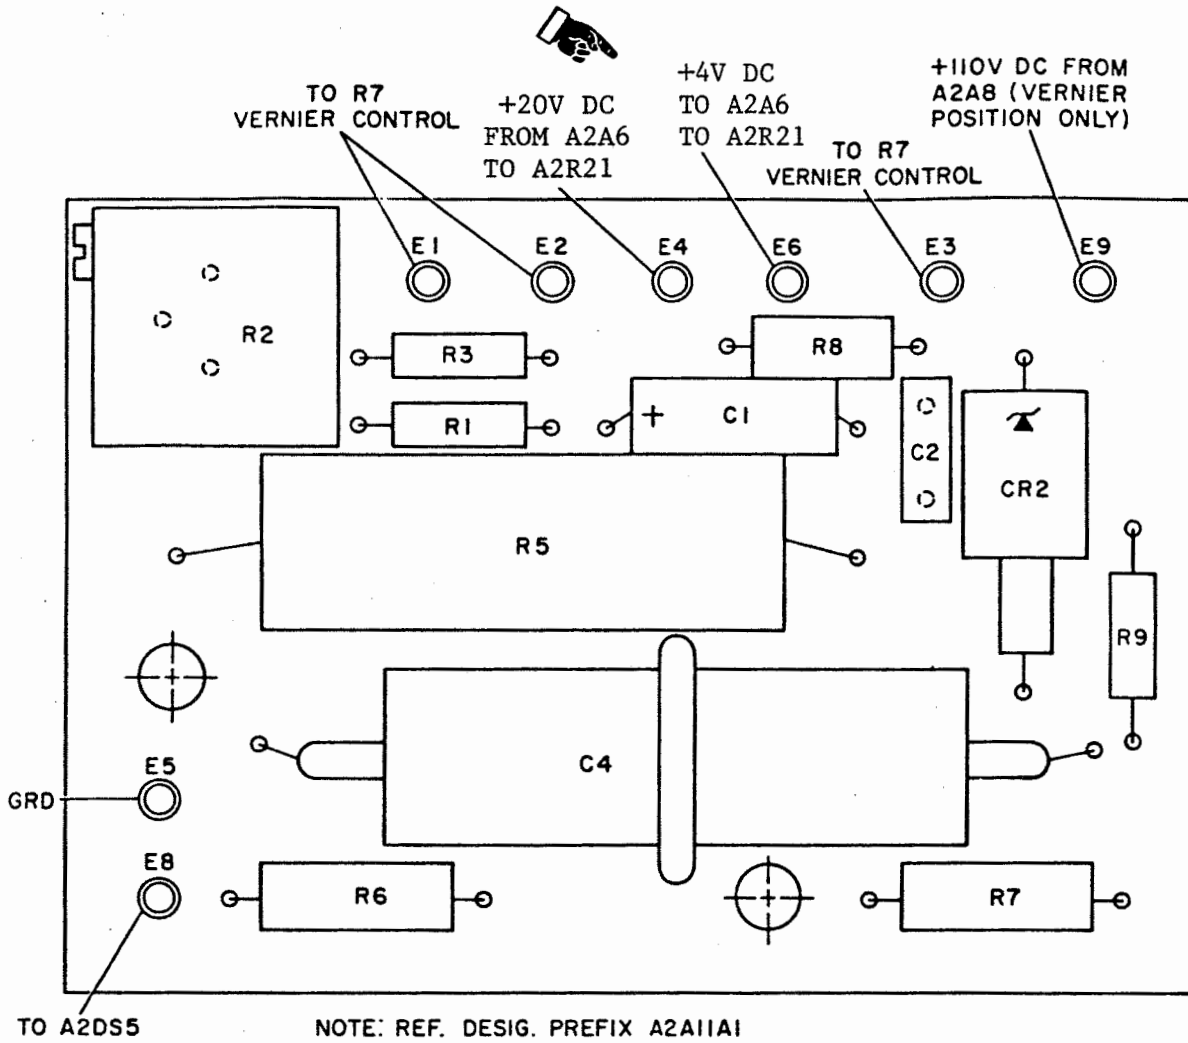 TO R7
VERNIER CONTROL
+20V DC
FROM A2A6
TO A2R21
+4V DC
TO A2A6
TO A2R21
TO R7
VERNIER CONTROL
+110V DC FROM
A2A8 (VERNIER
POSITION ONLY)
E1
E2
E4
E6
E3
E9
R2
R3
R8
R1
+
C1
C2
CR2
R5
R9
C4
E5
GRD
E8
R6
R7
TO A2DS5
NOTE: REF. DESIG. PREFIX A2A11A1